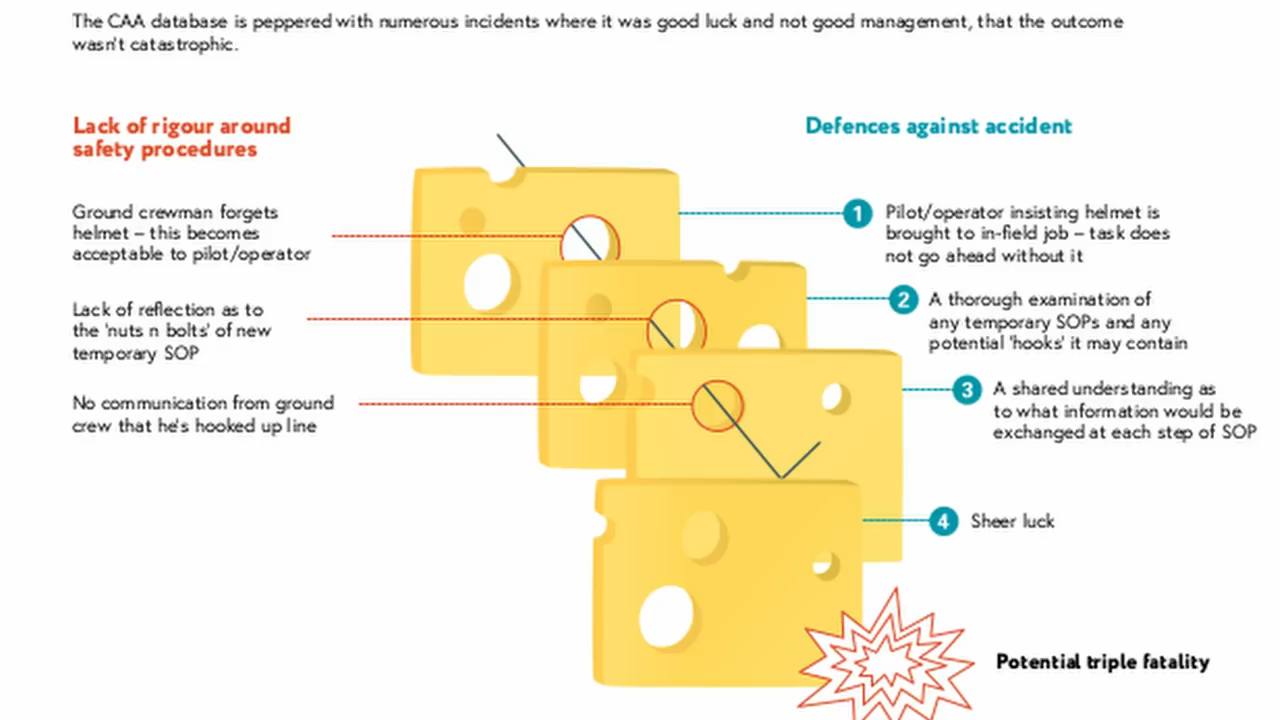 The CAA database is peppered with numerous incidents where it was good luck and not good management, that the outcome
wasn't catastrophic.
Lack of rigour around
safety procedures
Defences against accident
Ground crewman forgets
helmet – this becomes
acceptable to pilot/operator
Lack of reflection as to
the 'nuts n bolts' of new
temporary SOP
No communication from ground
crew that he's hooked up line
1 Pilot/operator insisting helmet is
brought to in-field job – task does
not go ahead without it
2 A thorough examination of
any temporary SOPs and any
potential 'hooks' it may contain
3 A shared understanding as
to what information would be
exchanged at each step of SOP
4 Sheer luck
Potential triple fatality